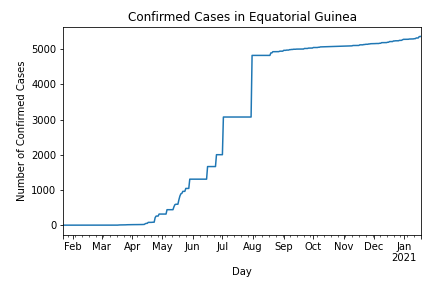 Confirmed Cases in Equatorial Guinea
Number of Confirmed Cases
5000
4000
3000
2000
1000
0
Feb Mar Apr May Jun Jul Aug Sep Oct Nov Dec Jan
2021
Day